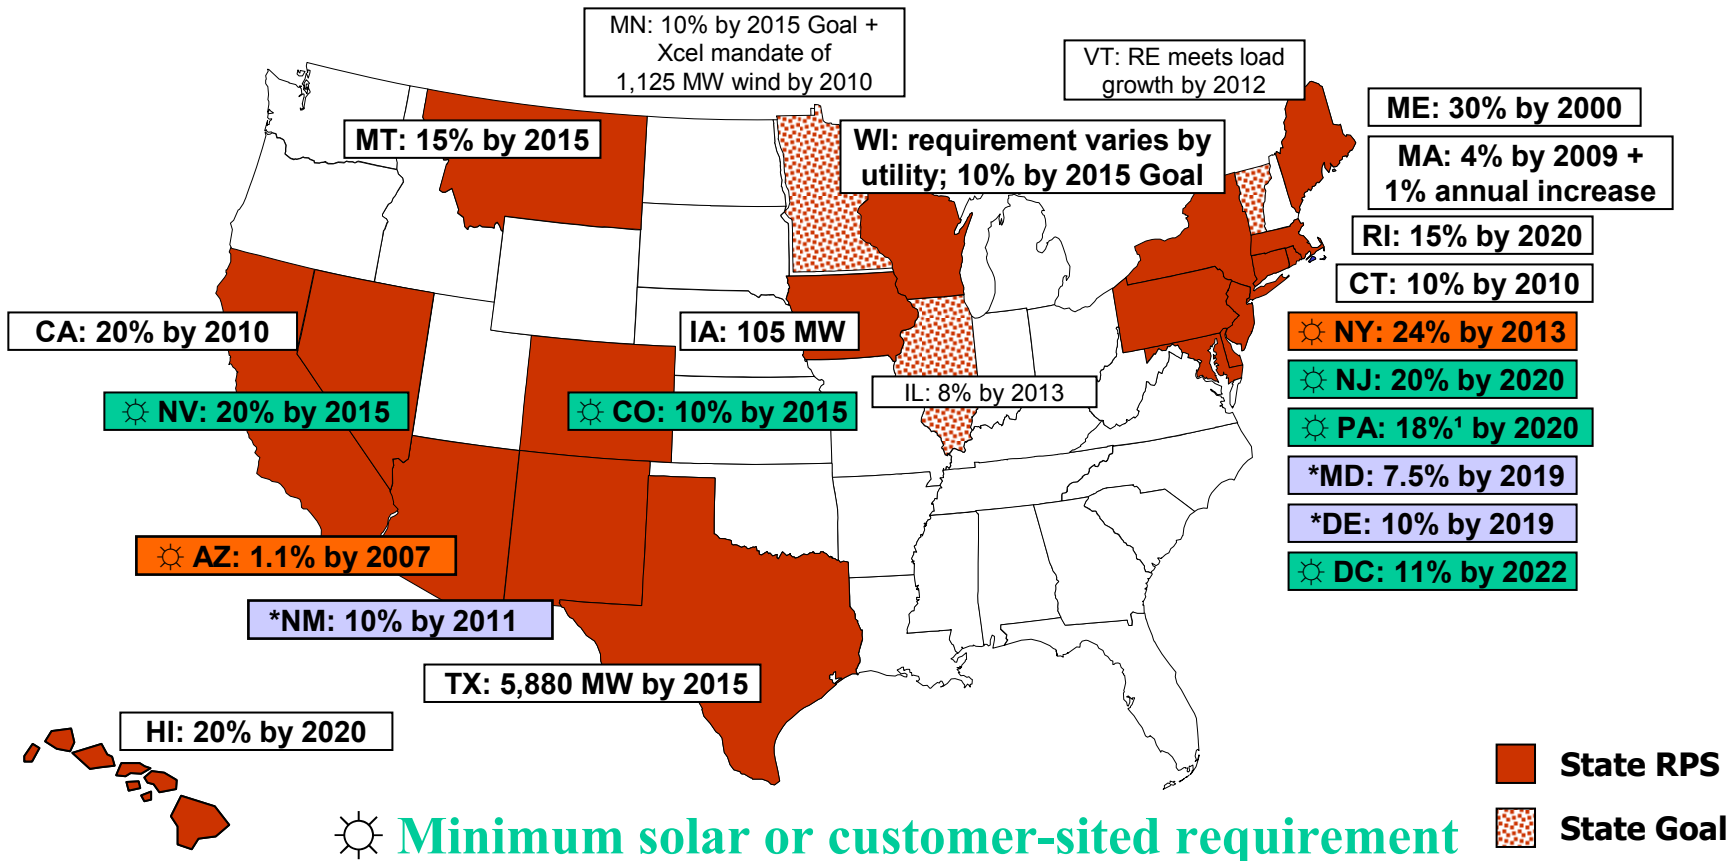 MN: 10% by 2015 Goal +
Xcel mandate of
1,125 MW wind by 2010
VT: RE meets load
growth by 2012
ME: 30% by 2000
MT: 15% by 2015
WI: requirement varies by
utility; 10% by 2015 Goal
MA: 4% by 2009 +
1% annual increase
RI: 15% by 2020
CT: 10% by 2010
CA: 20% by 2010
IA: 105 MW
NY: 24% by 2013
NJ: 20% by 2020
IL: 8% by 2013
NV: 20% by 2015
CO: 10% by 2015
PA: 18%¹ by 2020
*MD: 7.5% by 2019
*DE: 10% by 2019
AZ: 1.1% by 2007
DC: 11% by 2022
*NM: 10% by 2011
TX: 5,880 MW by 2015
HI: 20% by 2020
State RPS
Minimum solar or customer-sited requirement
State Goal